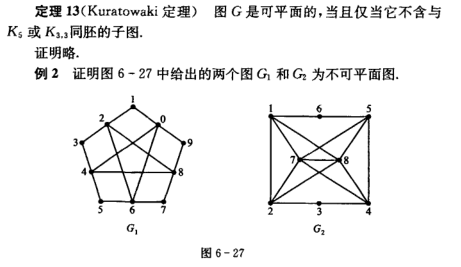 定理13(Kuratowaki 定理) 图 G 是可平面的,当且仅当它不含与
K₅ 或 K₃.₃同胚的子图.
证明略.
例 2 证明图 6-27 中给出的两个图 G₁ 和 G₂ 为不可平面图.
1
2 0
3 9
4 8
5 6 7
G₁
1 6 5
7 8
2 3 4
G₂
图 6-27